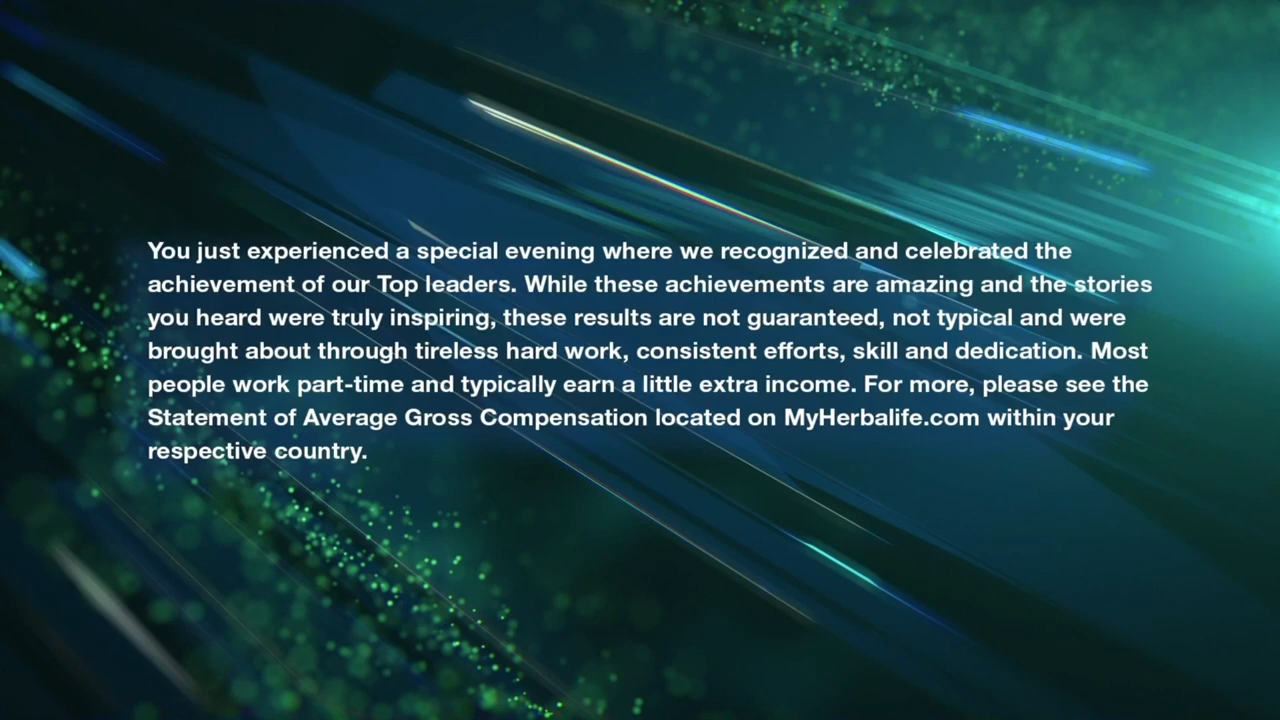 You just experienced a special evening where we recognized and celebrated the
achievement of our Top leaders. While these achievements are amazing and the stories
you heard were truly inspiring, these results are not guaranteed, not typical and were
brought about through tireless hard work, consistent efforts, skill and dedication. Most
people work part-time and typically earn a little extra income. For more, please see the
Statement of Average Gross Compensation located on MyHerbalife.com within your
respective country.